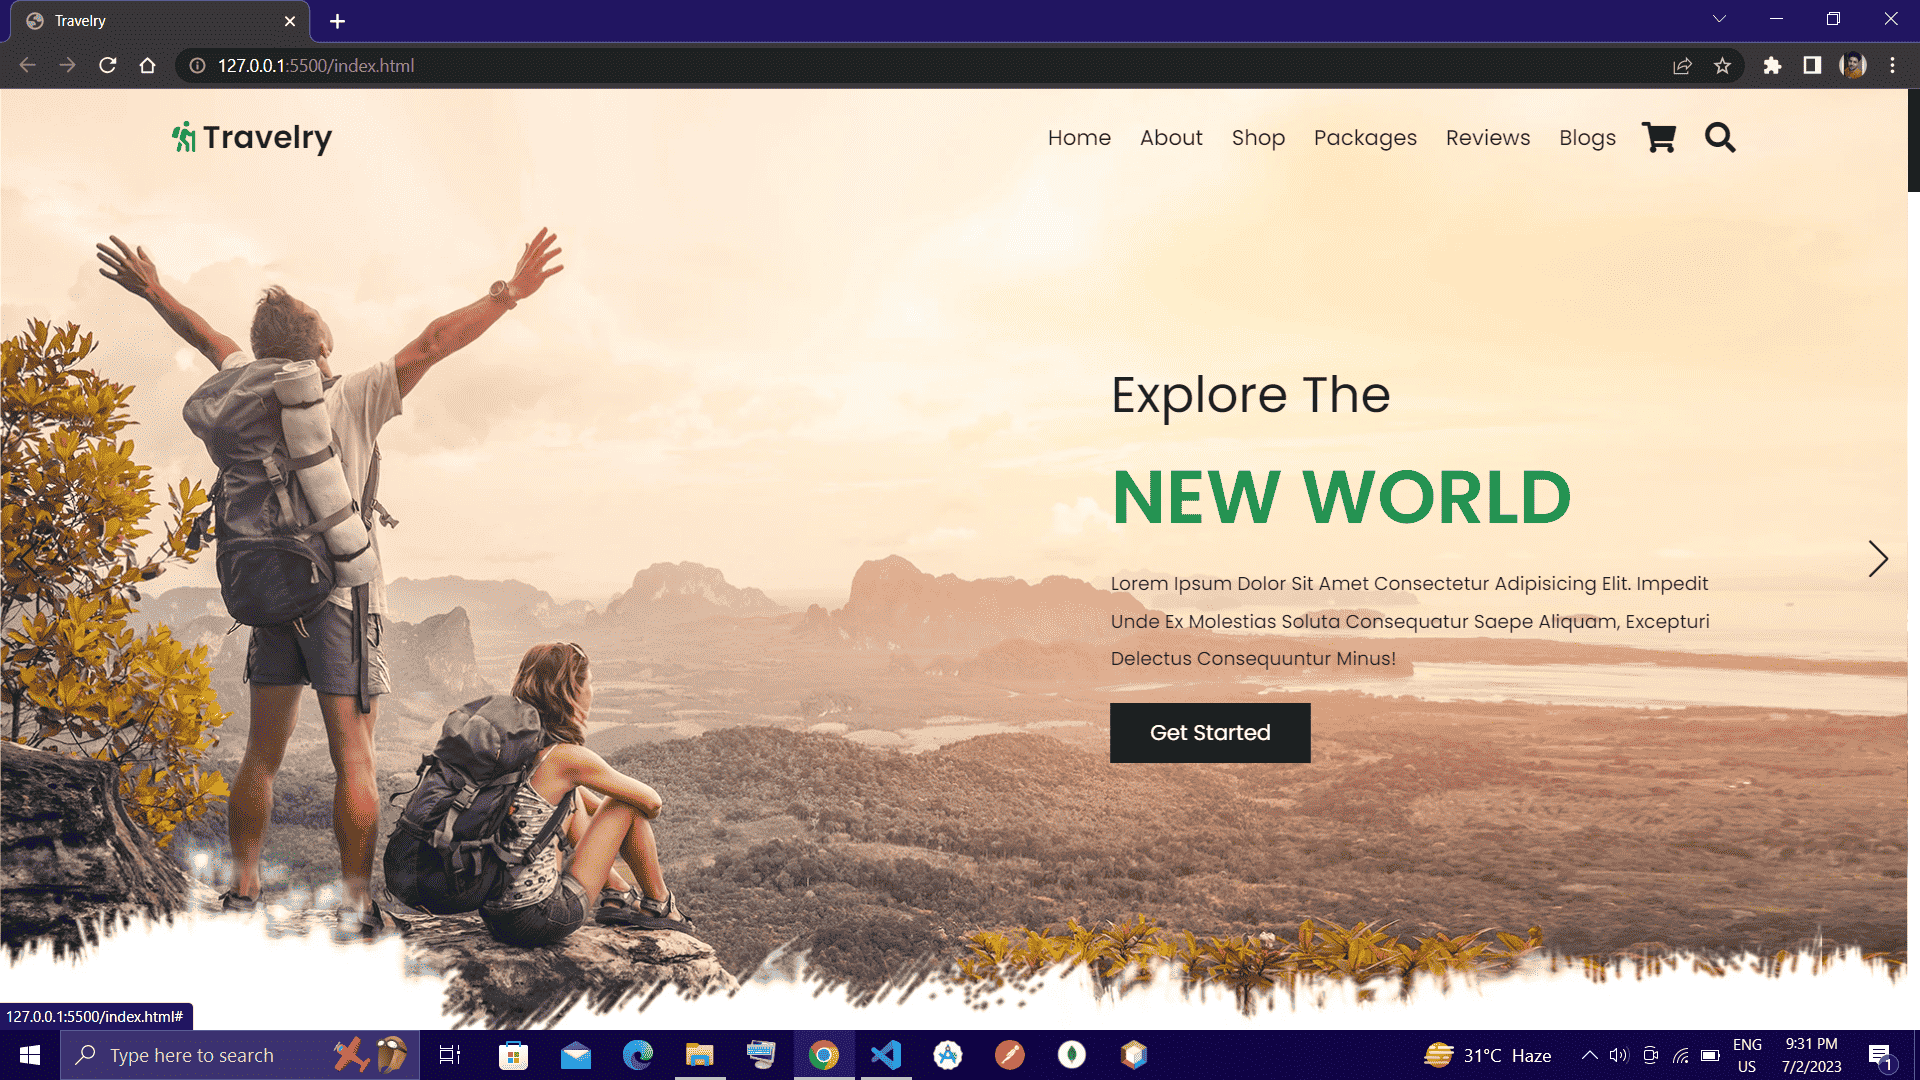 Travelry
127.0.0.1:5500/index.html
Travelry
Home About Shop Packages Reviews Blogs
Explore The
NEW WORLD
Lorem Ipsum Dolor Sit Amet Consectetur Adipisicing Elit. Impedit
Unde Ex Molestias Soluta Consequatur Saepe Aliquam, Excepturi
Delectus Consequuntur Minus!
Get Started
127.0.0.1:5500/index.html#
Type here to search
31°C Haze
ENG
US
9:31 PM
7/2/2023
1